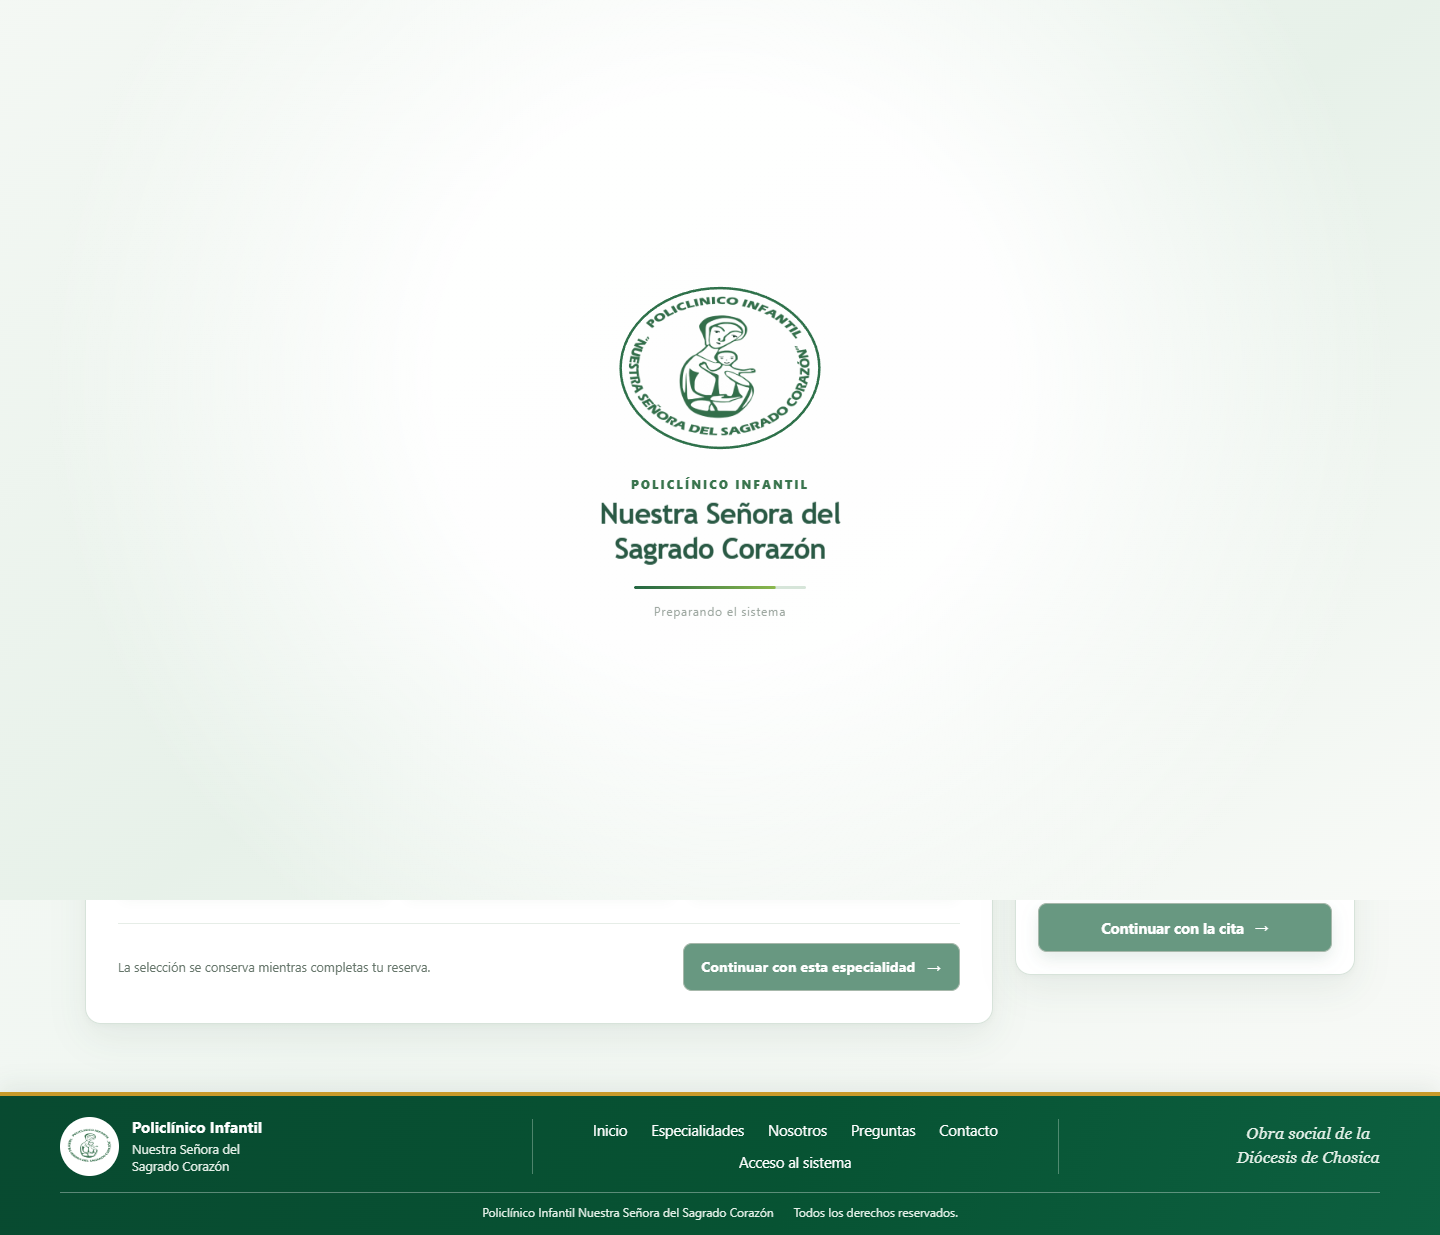 POLICLINICO INFANTIL
"NUESTRA SEÑORA DEL SAGRADO CORAZÓN"
POLICLÍNICO INFANTIL
Nuestra Señora del
Sagrado Corazón
Preparando el sistema
Continuar con la cita →
La selección se conserva mientras completas tu reserva.
Continuar con esta especialidad →
Policlínico Infantil
Nuestra Señora del
Sagrado Corazón
Inicio Especialidades Nosotros Preguntas Contacto
Acceso al sistema
Obra social de la
Diócesis de Chosica
Policlínico Infantil Nuestra Señora del Sagrado Corazón Todos los derechos reservados.